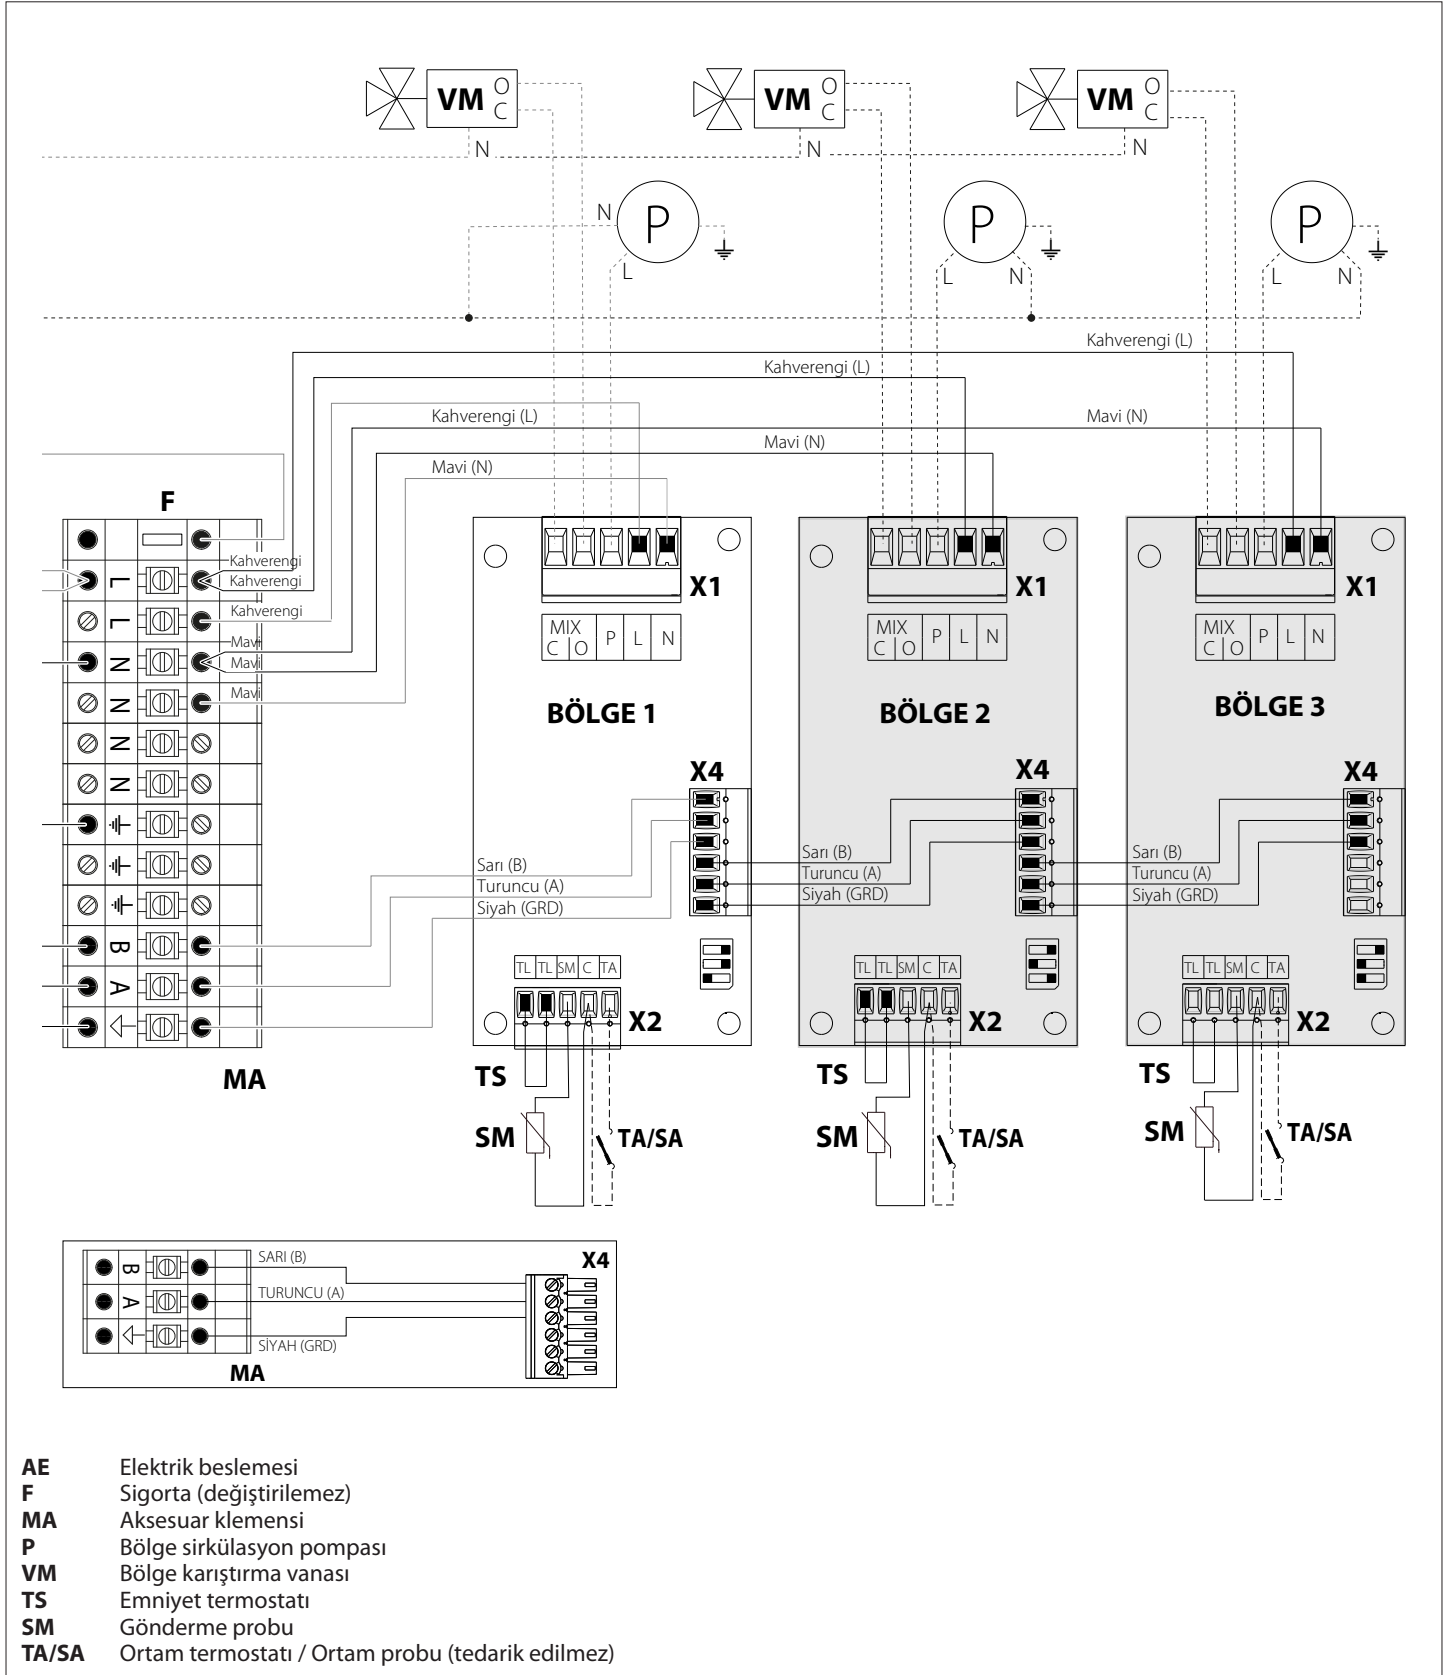 VM O C
VM O C
VM O C
N
N
N
N P
L
P
L N
P
L N
Kahverengi (L)
Kahverengi (L)
Kahverengi (L)
Mavi (N)
Mavi (N)
Mavi (N)
F
L
L
N
N
N
N
B
A
Kahverengi
Kahverengi
Kahverengi
Mavi
Mavi
Mavi
MA
X1
MIX
C O P L N
BÖLGE 1
X4
Sarı (B)
Turuncu (A)
Siyah (GRD)
TL TL SM C TA
X2
TS
SM
TA/SA
X1
MIX
C O P L N
BÖLGE 2
X4
Sarı (B)
Turuncu (A)
Siyah (GRD)
TL TL SM C TA
X2
TS
SM
TA/SA
X1
MIX
C O P L N
BÖLGE 3
X4
Sarı (B)
Turuncu (A)
Siyah (GRD)
TL TL SM C TA
X2
TS
SM
TA/SA
B
A
SARI (B)
TURUNCU (A)
SİYAH (GRD)
MA
X4
AE Elektrik beslemesi
F Sigorta (değiştirilemez)
MA Aksesuar klemensi
P Bölge sirkülasyon pompası
VM Bölge karıştırma vanası
TS Emniyet termostatı
SM Gönderme probu
TA/SA Ortam termostatı / Ortam probu (tedarik edilmez)